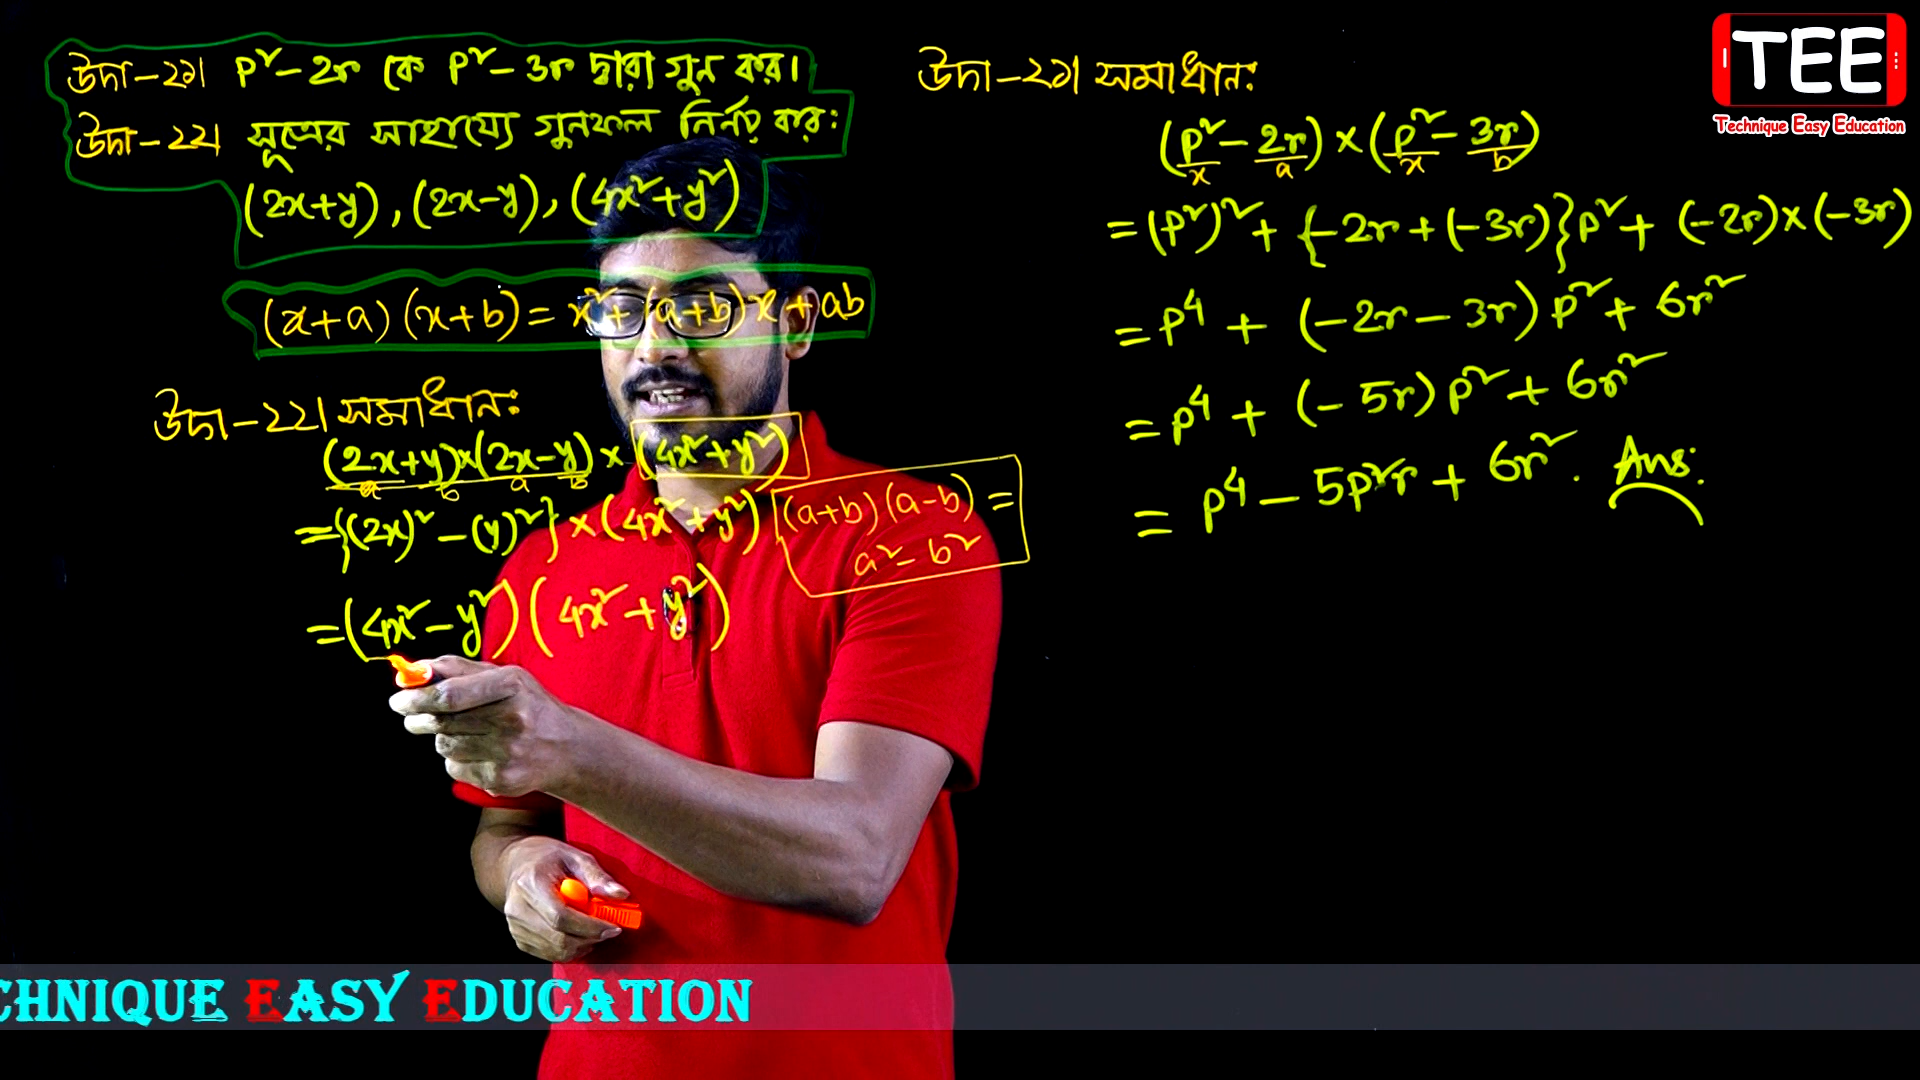 উদা-২১। p² - 2r কে p² - 3r দ্বারা গুন কর।
উদা-২২। সূত্রের সাহায্যে গুনফল নির্নয় কর:
(2x+y), (2x-y), (4x²+y²)
(x+a) (x+b) = x² + (a+b) x + ab
উদা-২২। সমাধান:
(2x+y)×(2x-y) × (4x²+y²)
a b a b
= {(2x)² - (y)²} × (4x²+y²)
(a+b) (a-b) =
a² - b²
= (4x² - y²) (4x² + y²)
উদা-২১। সমাধান:
(p² - 2r) × (p² - 3r)
x a x b
= (p²)² + {-2r + (-3r)}p² + (-2r)×(-3r)
= p⁴ + (-2r - 3r) p² + 6r²
= p⁴ + (-5r) p² + 6r²
= p⁴ - 5p²r + 6r². Ans:
TEE
Technique Easy Education
CHNIQUE EASY EDUCATION